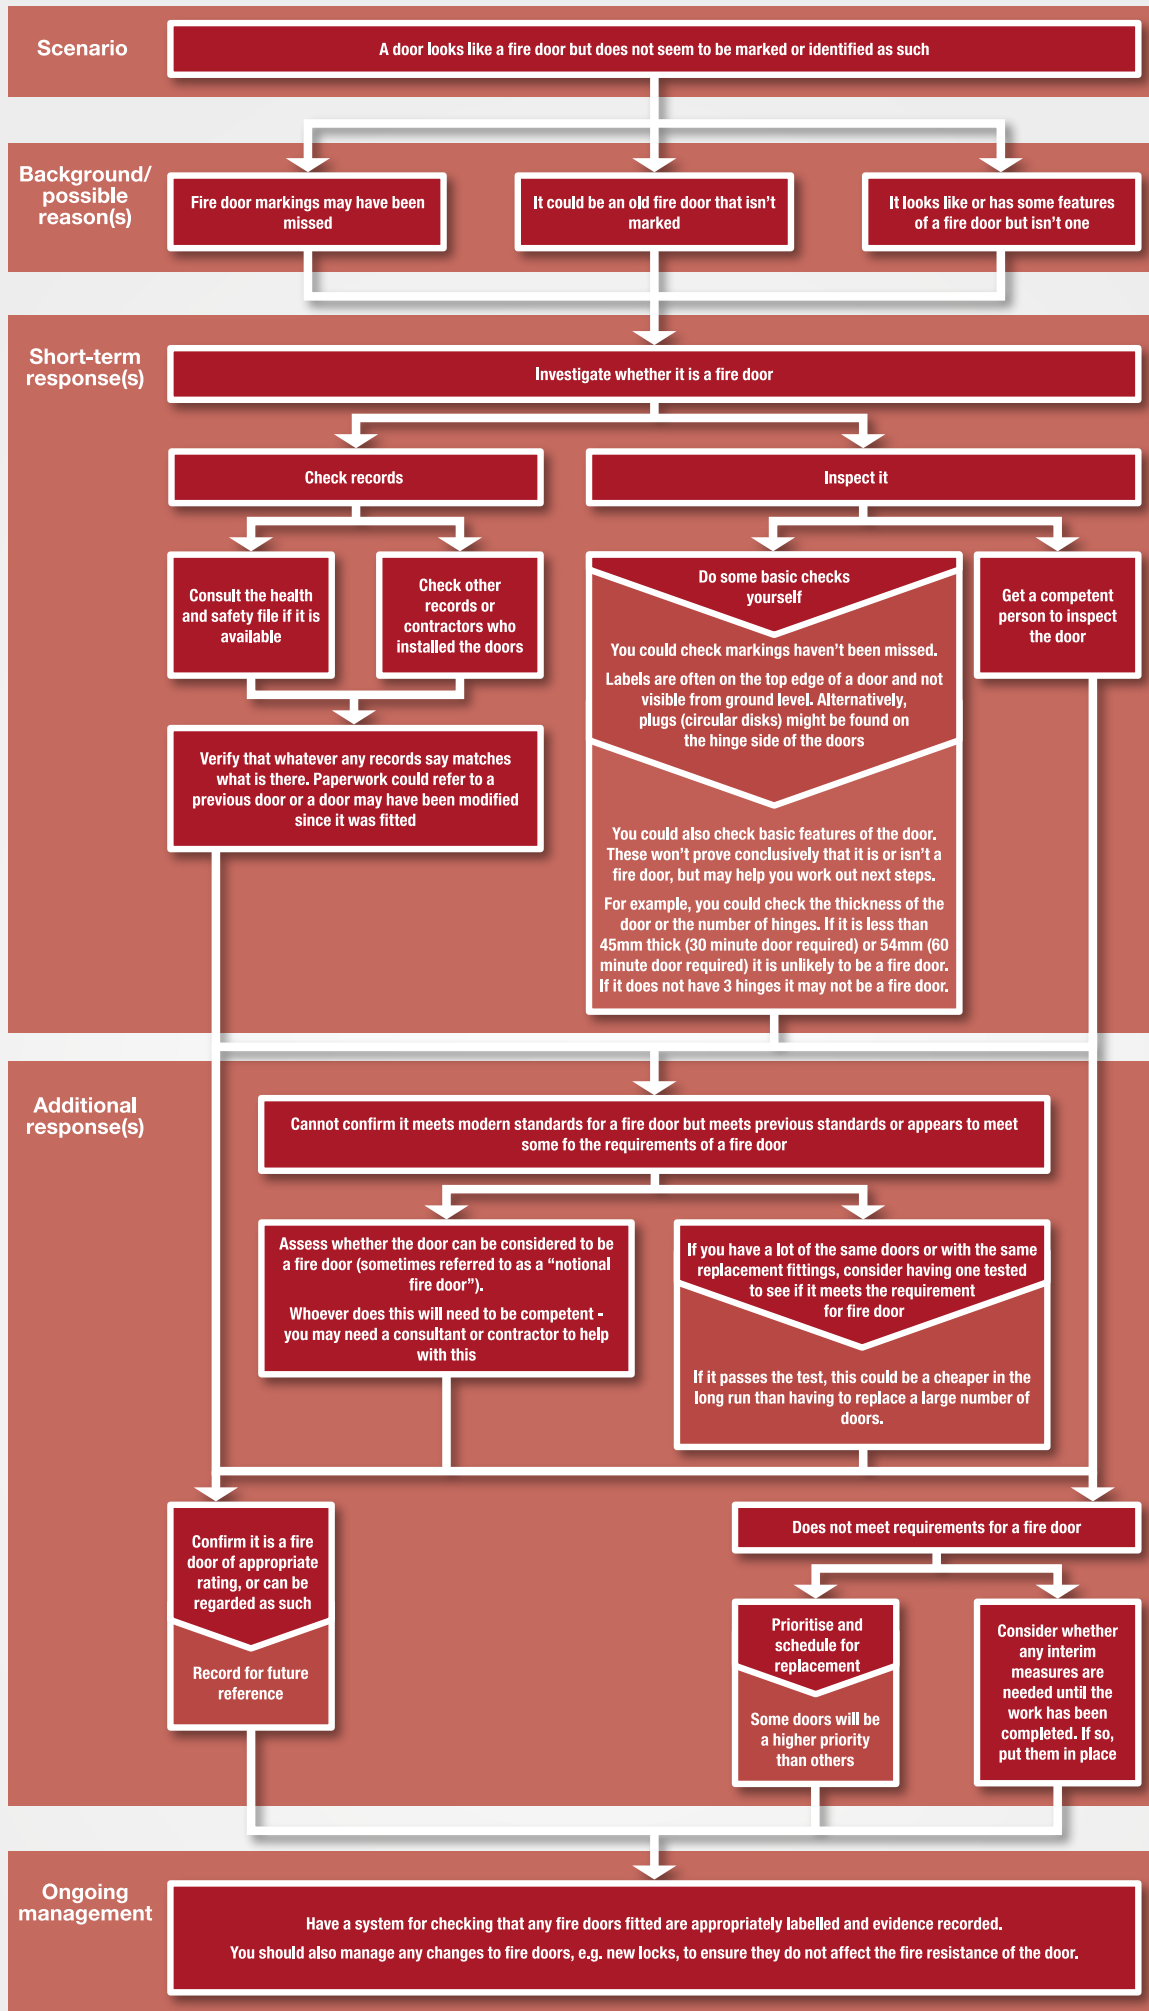 Scenario
A door looks like a fire door but does not seem to be marked or identified as such
Background/
possible
reason(s)
Fire door markings may have been
missed
It could be an old fire door that isn't
marked
It looks like or has some features
of a fire door but isn't one
Short-term
response(s)
Investigate whether it is a fire door
Check records
Inspect it
Consult the health
and safety file if it is
available
Check other
records or
contractors who
installed the doors
Do some basic checks
yourself
Get a competent
person to inspect
the door
You could check markings haven't been missed.
Labels are often on the top edge of a door and not
visible from ground level. Alternatively,
plugs (circular disks) might be found on
the hinge side of the doors
Verify that whatever any records say matches
what is there. Paperwork could refer to a
previous door or a door may have been modified
since it was fitted
You could also check basic features of the door.
These won't prove conclusively that it is or isn't a
fire door, but may help you work out next steps.
For example, you could check the thickness of the
door or the number of hinges. If it is less than
45mm thick (30 minute door required) or 54mm (60
minute door required) it is unlikely to be a fire door.
If it does not have 3 hinges it may not be a fire door.
Additional
response(s)
Cannot confirm it meets modern standards for a fire door but meets previous standards or appears to meet
some fo the requirements of a fire door
Assess whether the door can be considered to be
a fire door (sometimes referred to as a "notional
fire door").
Whoever does this will need to be competent -
you may need a consultant or contractor to help
with this
If you have a lot of the same doors or with the same
replacement fittings, consider having one tested
to see if it meets the requirement
for fire door
If it passes the test, this could be a cheaper in the
long run than having to replace a large number of
doors.
Confirm it is a fire
door of appropriate
rating, or can be
regarded as such
Record for future
reference
Does not meet requirements for a fire door
Prioritise and
schedule for
replacement
Some doors will be
a higher priority
than others
Consider whether
any interim
measures are
needed until the
work has been
completed. If so,
put them in place
Ongoing
management
Have a system for checking that any fire doors fitted are appropriately labelled and evidence recorded.
You should also manage any changes to fire doors, e.g. new locks, to ensure they do not affect the fire resistance of the door.